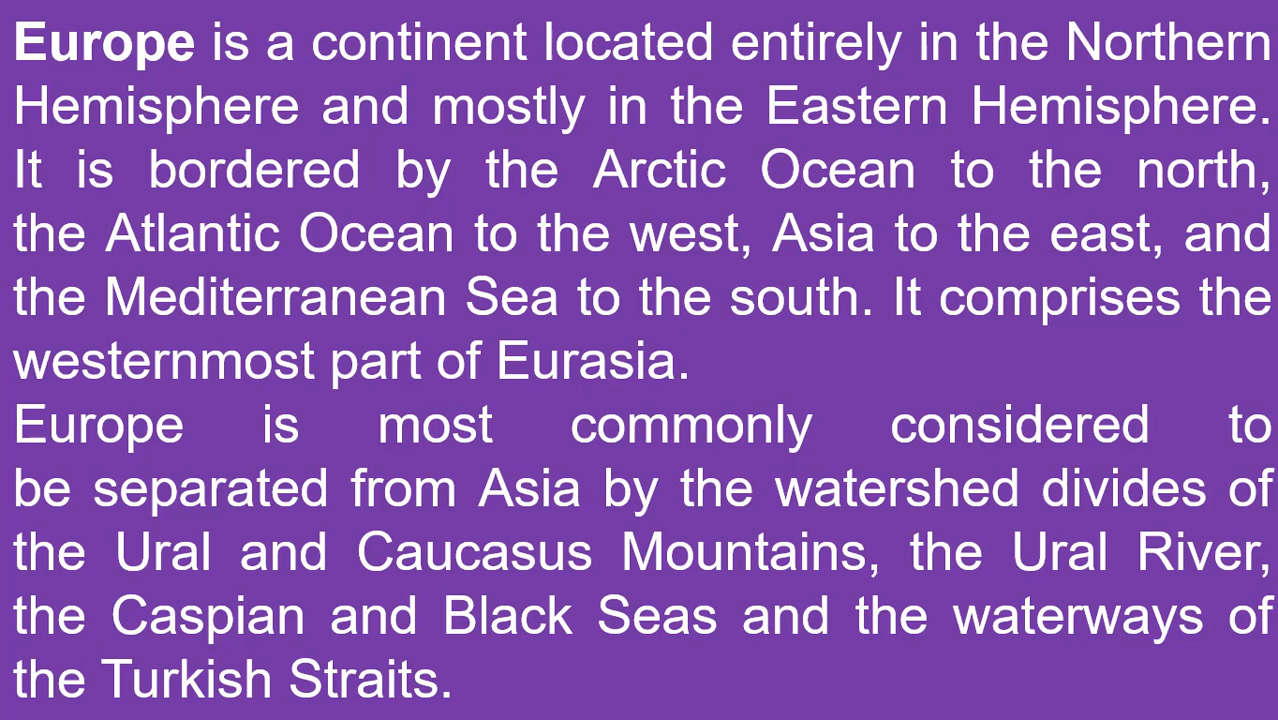 Europe is a continent located entirely in the Northern
Hemisphere and mostly in the Eastern Hemisphere.
It is bordered by the Arctic Ocean to the north,
the Atlantic Ocean to the west, Asia to the east, and
the Mediterranean Sea to the south. It comprises the
westernmost part of Eurasia.
Europe is most commonly considered to
be separated from Asia by the watershed divides of
the Ural and Caucasus Mountains, the Ural River,
the Caspian and Black Seas and the waterways of
the Turkish Straits.